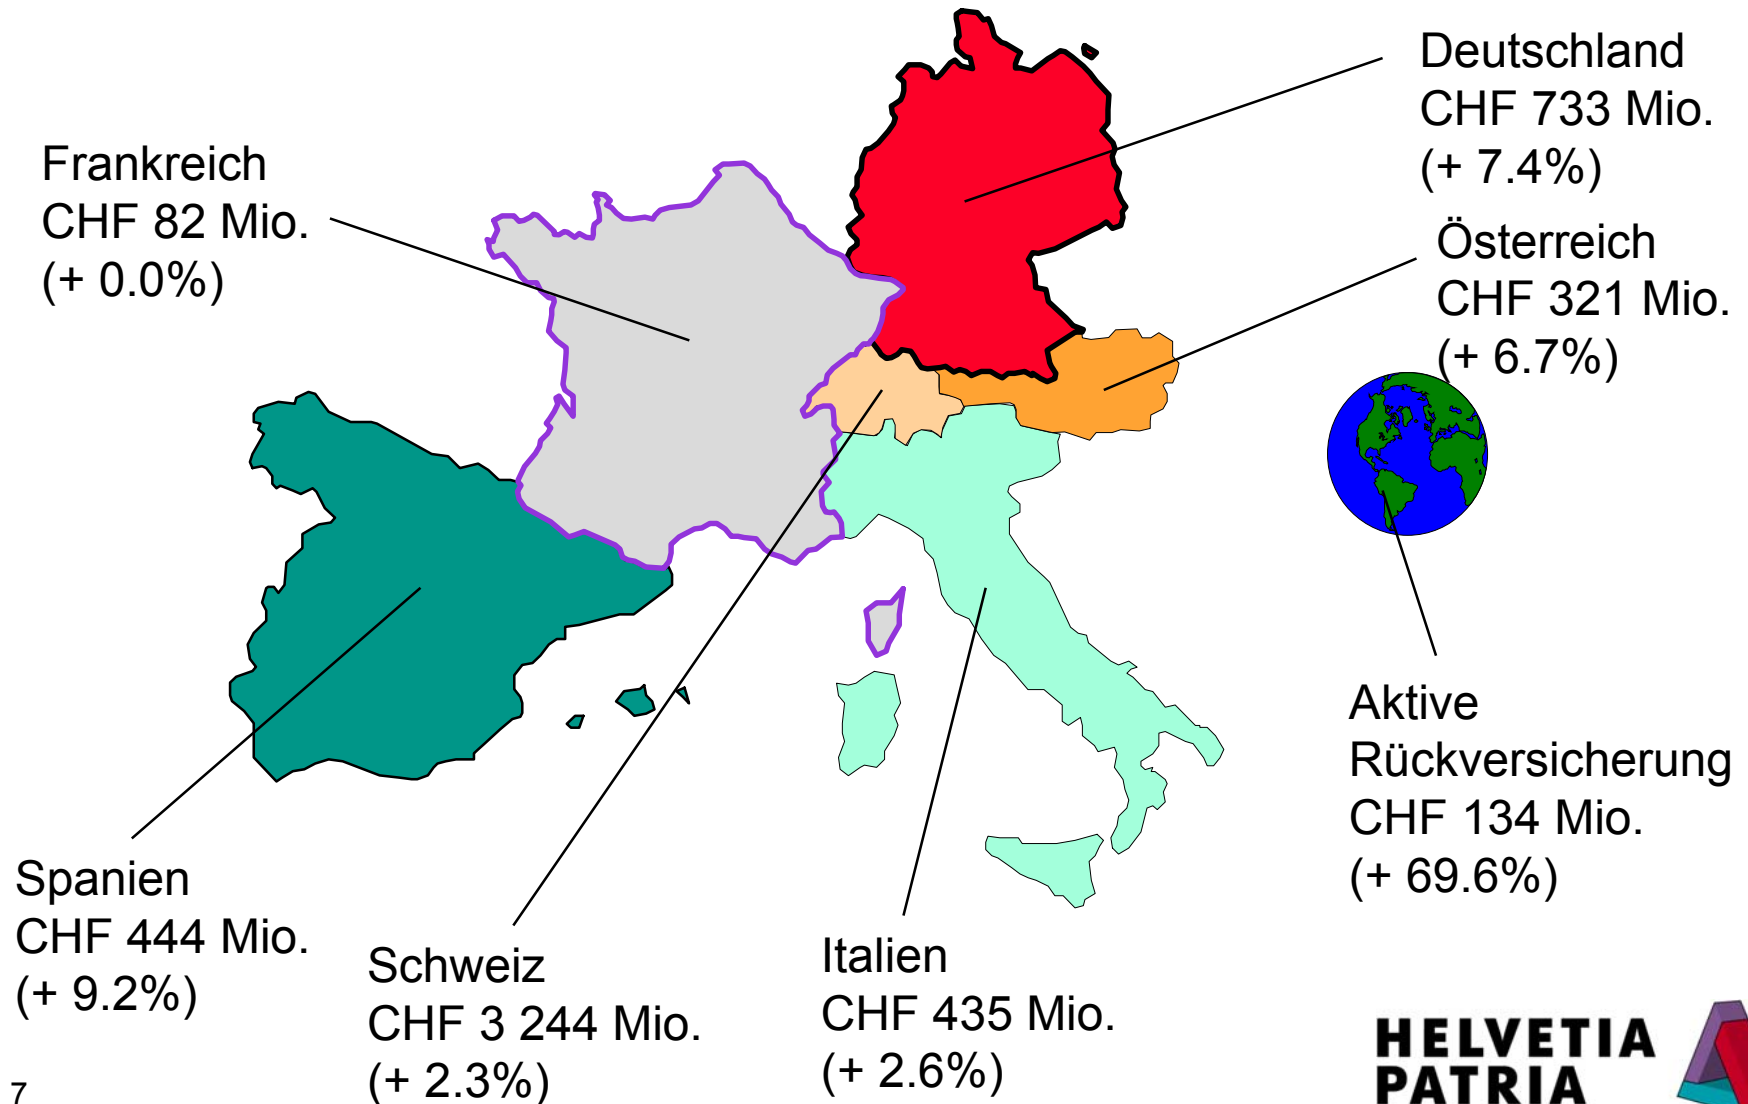 Deutschland
CHF 733 Mio.
(+ 7.4%)
Frankreich
CHF 82 Mio.
(+ 0.0%)
Österreich
CHF 321 Mio.
(+ 6.7%)
Aktive
Rückversicherung
CHF 134 Mio.
(+ 69.6%)
Spanien
CHF 444 Mio.
(+ 9.2%)
Schweiz
CHF 3 244 Mio.
(+ 2.3%)
Italien
CHF 435 Mio.
(+ 2.6%)
HELVETIA
PATRIA
7